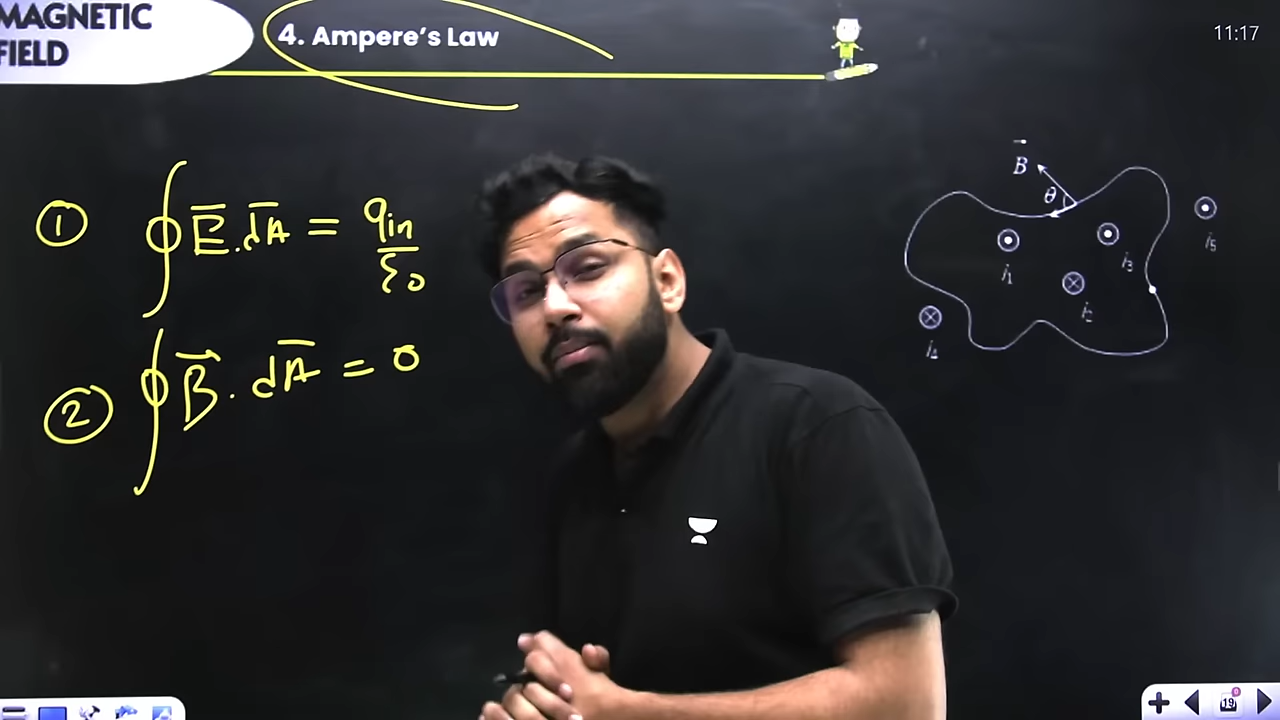 MAGNETIC
FIELD
4. Ampere's Law
11:17
① ∮ E̅.dA̅ = qin/ε0
② ∮ B⃗. dA̅ = 0
B⃗
θ
i1
i2
i3
i4
i5
19